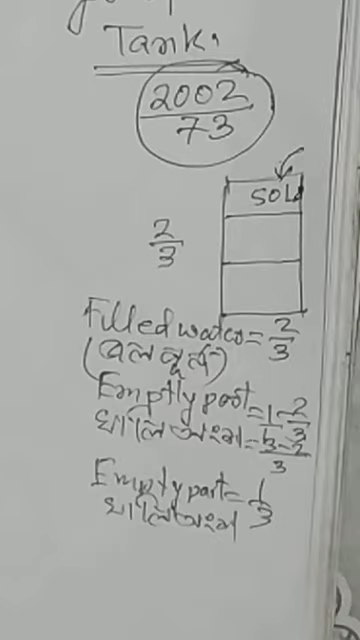 Tank.
2002
73
50L
2/3
Filled water = 2/3
Empty part = 1 - 2/3
খালি অংশ = 3-2/3
Empty part = 1/3
খালি অংশ